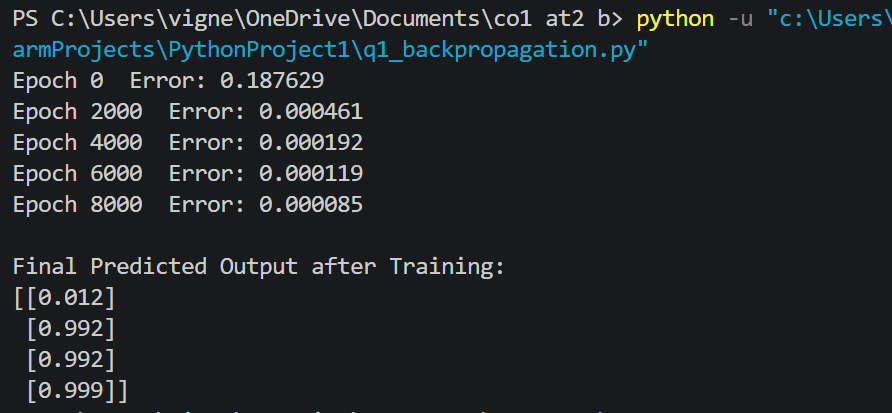 PS C:\Users\vigne\OneDrive\Documents\co1 at2 b> python -u "c:\Users\
armProjects\PythonProject1\q1_backpropagation.py"
Epoch 0  Error: 0.187629
Epoch 2000  Error: 0.000461
Epoch 4000  Error: 0.000192
Epoch 6000  Error: 0.000119
Epoch 8000  Error: 0.000085

Final Predicted Output after Training:
[[0.012]
 [0.992]
 [0.992]
 [0.999]]